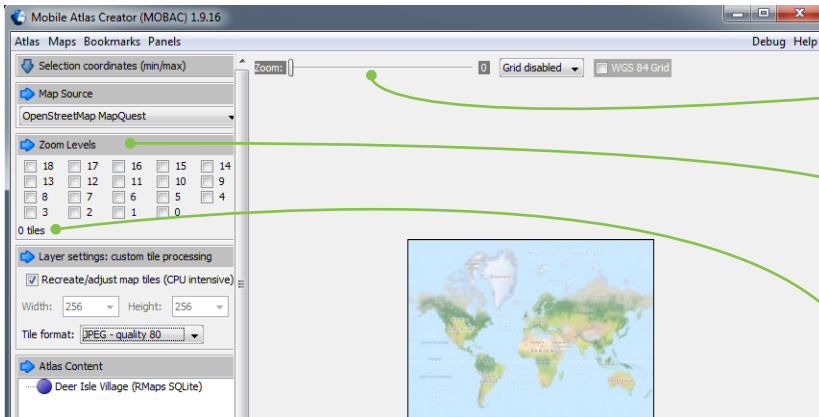 Mobile Atlas Creator (MOBAC) 1.9.16
Atlas Maps Bookmarks Panels Debug Help
Selection coordinates (min/max)
Zoom: 0 Grid disabled WGS 84 Grid
Map Source
OpenStreetMap MapQuest
Zoom Levels
18 17 16 15 14
13 12 11 10 9
8 7 6 5 4
3 2 1 0
0 tiles
Layer settings: custom tile processing
Recreate/adjust map tiles (CPU intensive)
Width: 256 Height: 256
Tile format: JPEG - quality 80
Atlas Content
Deer Isle Village (RMaps SQLite)